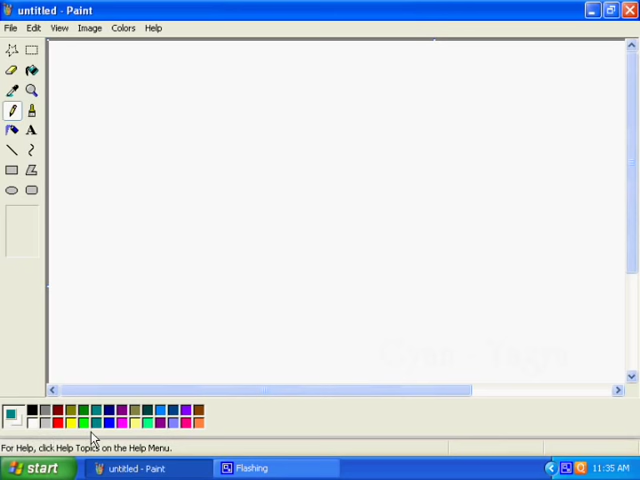 untitled - Paint
File Edit View Image Colors Help
A
For Help, click Help Topics on the Help Menu.
start untitled - Paint Flashing 11:35 AM